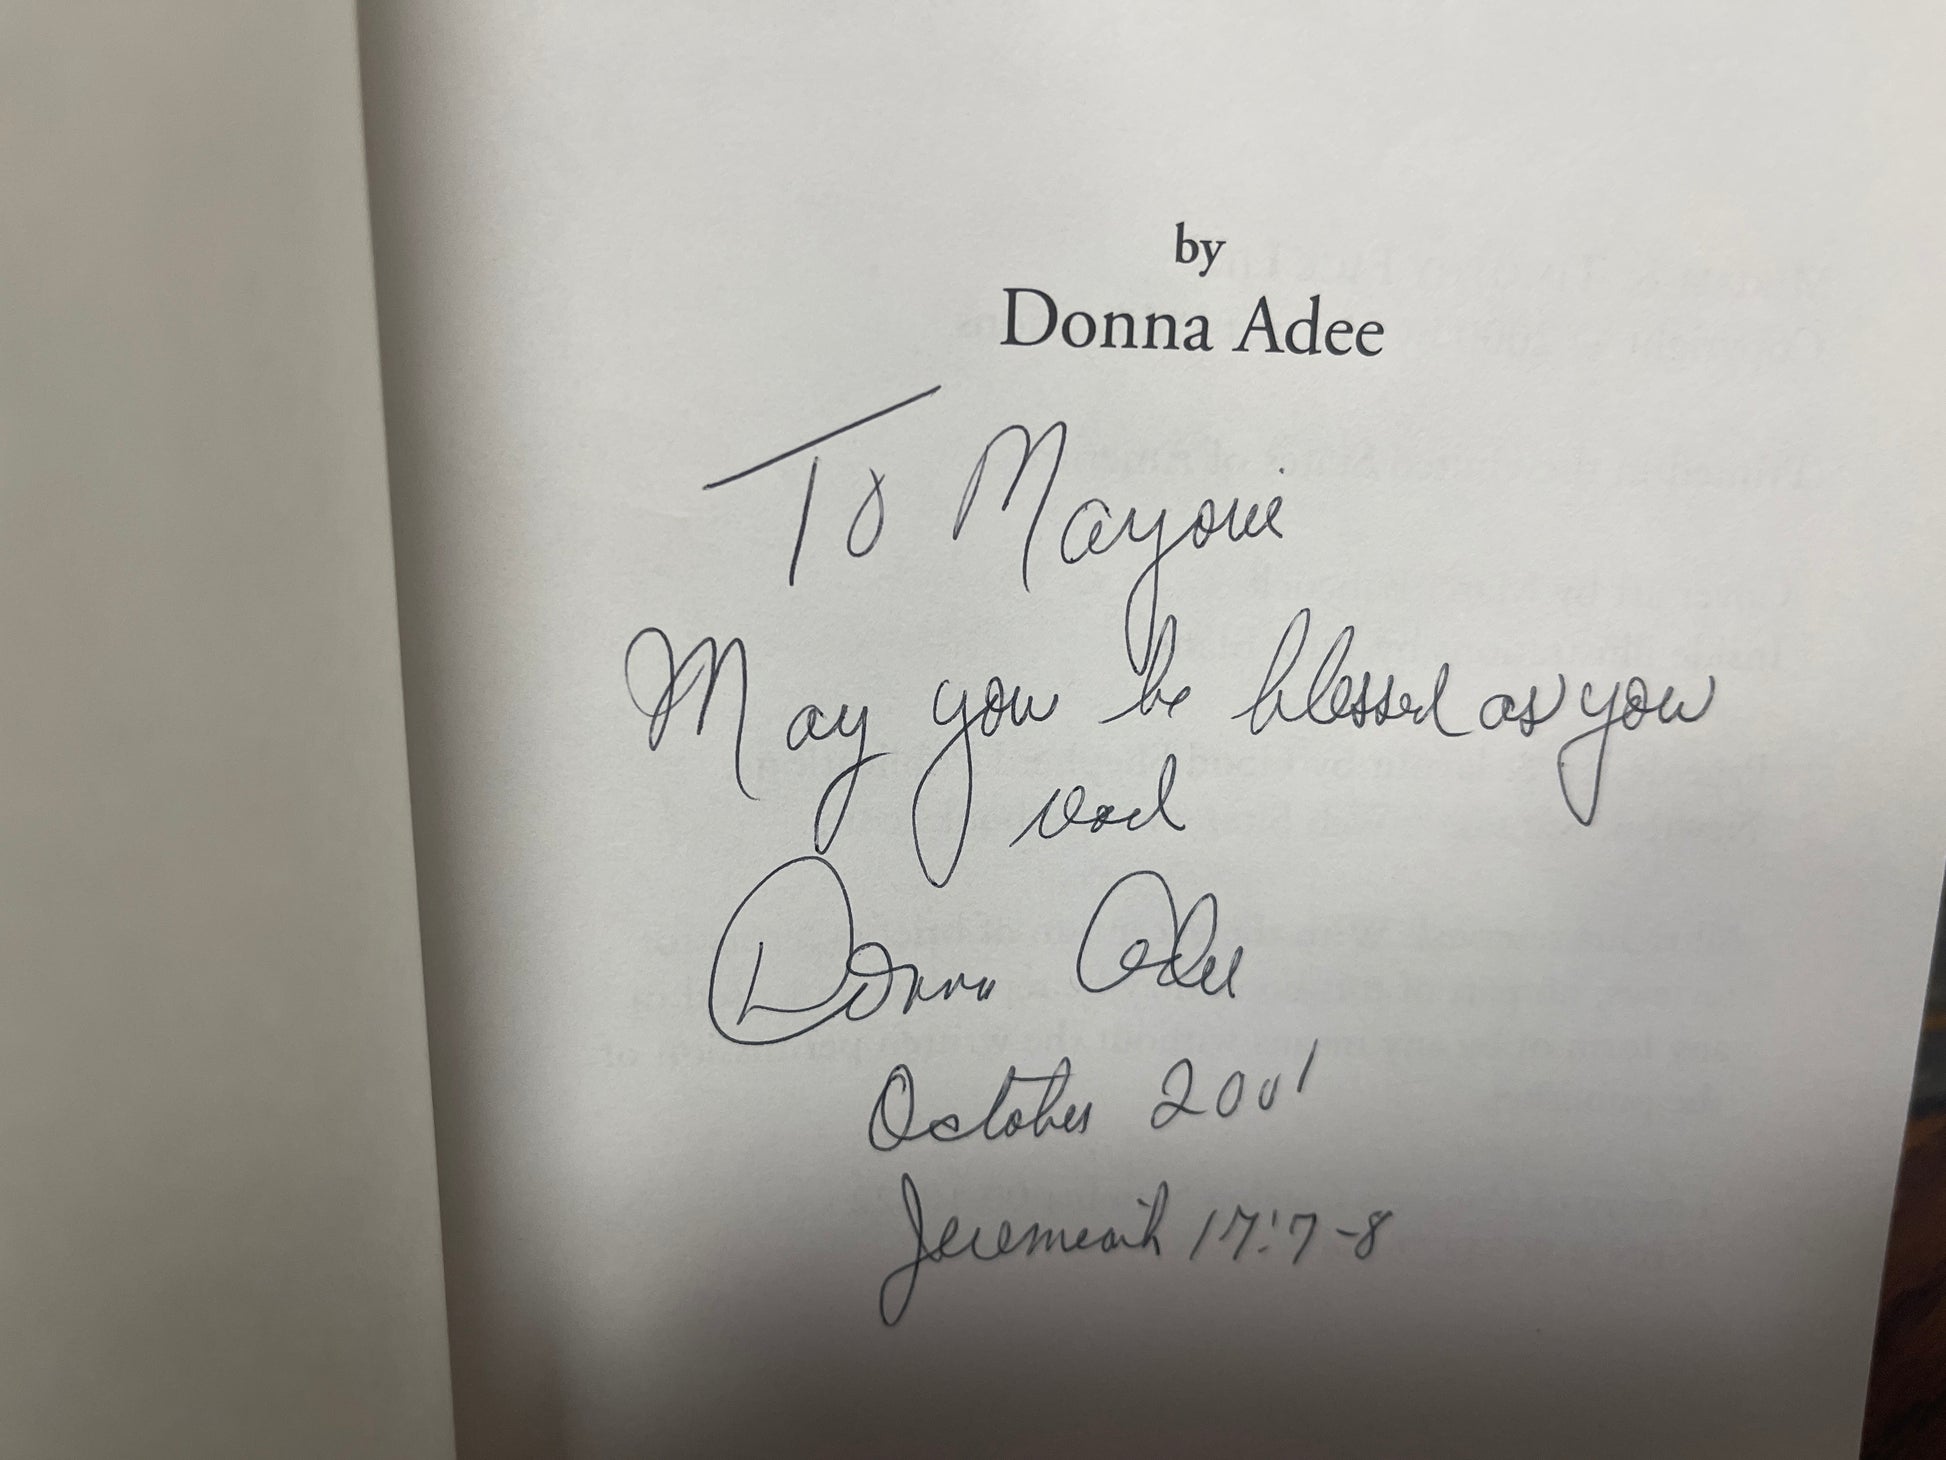 by
Donna Adee
To Marjorie
May you be blessed as you
read
Donna Adee
October 2001
Jeremiah 17:7-8